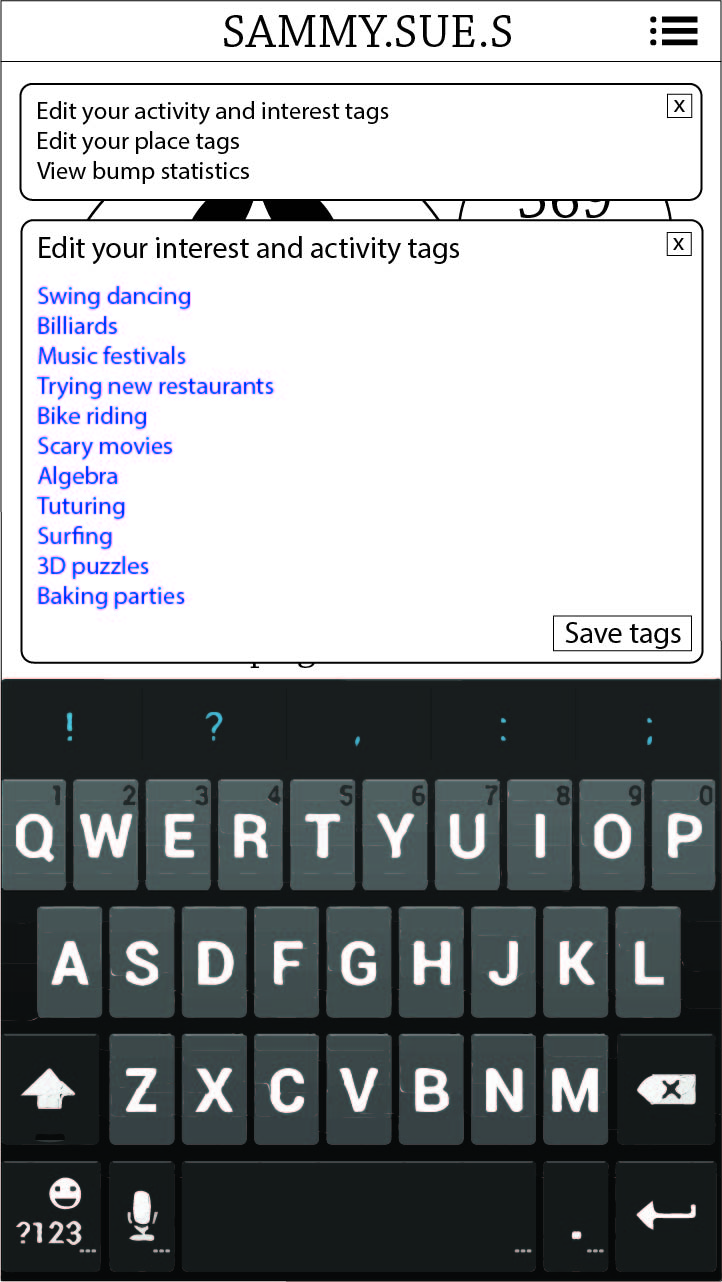 SAMMY.SUE.S
Edit your activity and interest tags
x
Edit your place tags
View bump statistics
Edit your interest and activity tags
x
Swing dancing
Billiards
Music festivals
Trying new restaurants
Bike riding
Scary movies
Algebra
Tuturing
Surfing
3D puzzles
Baking parties
Save tags
! ? , : ;
1 2 3 4 5 6 7 8 9 0
Q W E R T Y U I O P
A S D F G H J K L
Z X C V B N M
?123 ... ... ... . ...